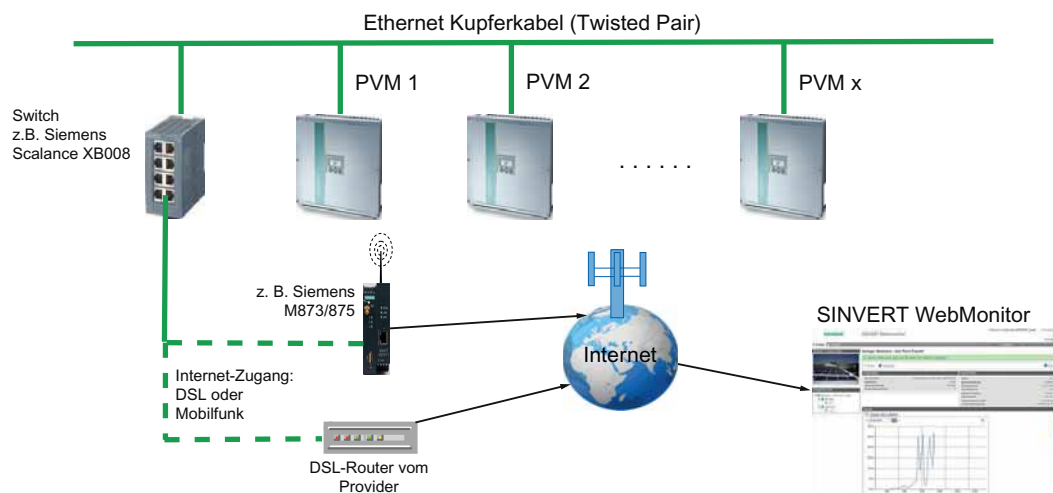 Ethernet Kupferkabel (Twisted Pair)
PVM 1
PVM 2
PVM x
Switch
z.B. Siemens
Scalance XB008
. . . . . .
z. B. Siemens
M873/875
SINVERT WebMonitor
Internet
Internet-Zugang:
DSL oder
Mobilfunk
DSL-Router vom
Provider